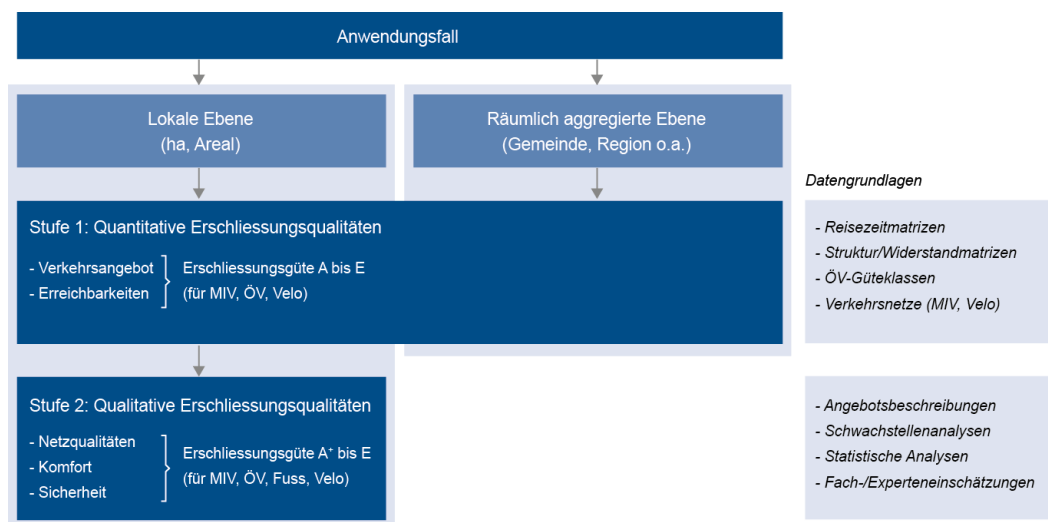 Anwendungsfall
Lokale Ebene
(ha, Areal)
Räumlich aggregierte Ebene
(Gemeinde, Region o.a.)
Datengrundlagen
Stufe 1: Quantitative Erschliessungsqualitäten
- Verkehrsangebot
- Erreichbarkeiten
Erschliessungsgüte A bis E
(für MIV, ÖV, Velo)
- Reisezeitmatrizen
- Struktur/Widerstandmatrizen
- ÖV-Güteklassen
- Verkehrsnetze (MIV, Velo)
Stufe 2: Qualitative Erschliessungsqualitäten
- Netzqualitäten
- Komfort
- Sicherheit
Erschliessungsgüte A⁺ bis E
(für MIV, ÖV, Fuss, Velo)
- Angebotsbeschreibungen
- Schwachstellenanalysen
- Statistische Analysen
- Fach-/Experteneinschätzungen